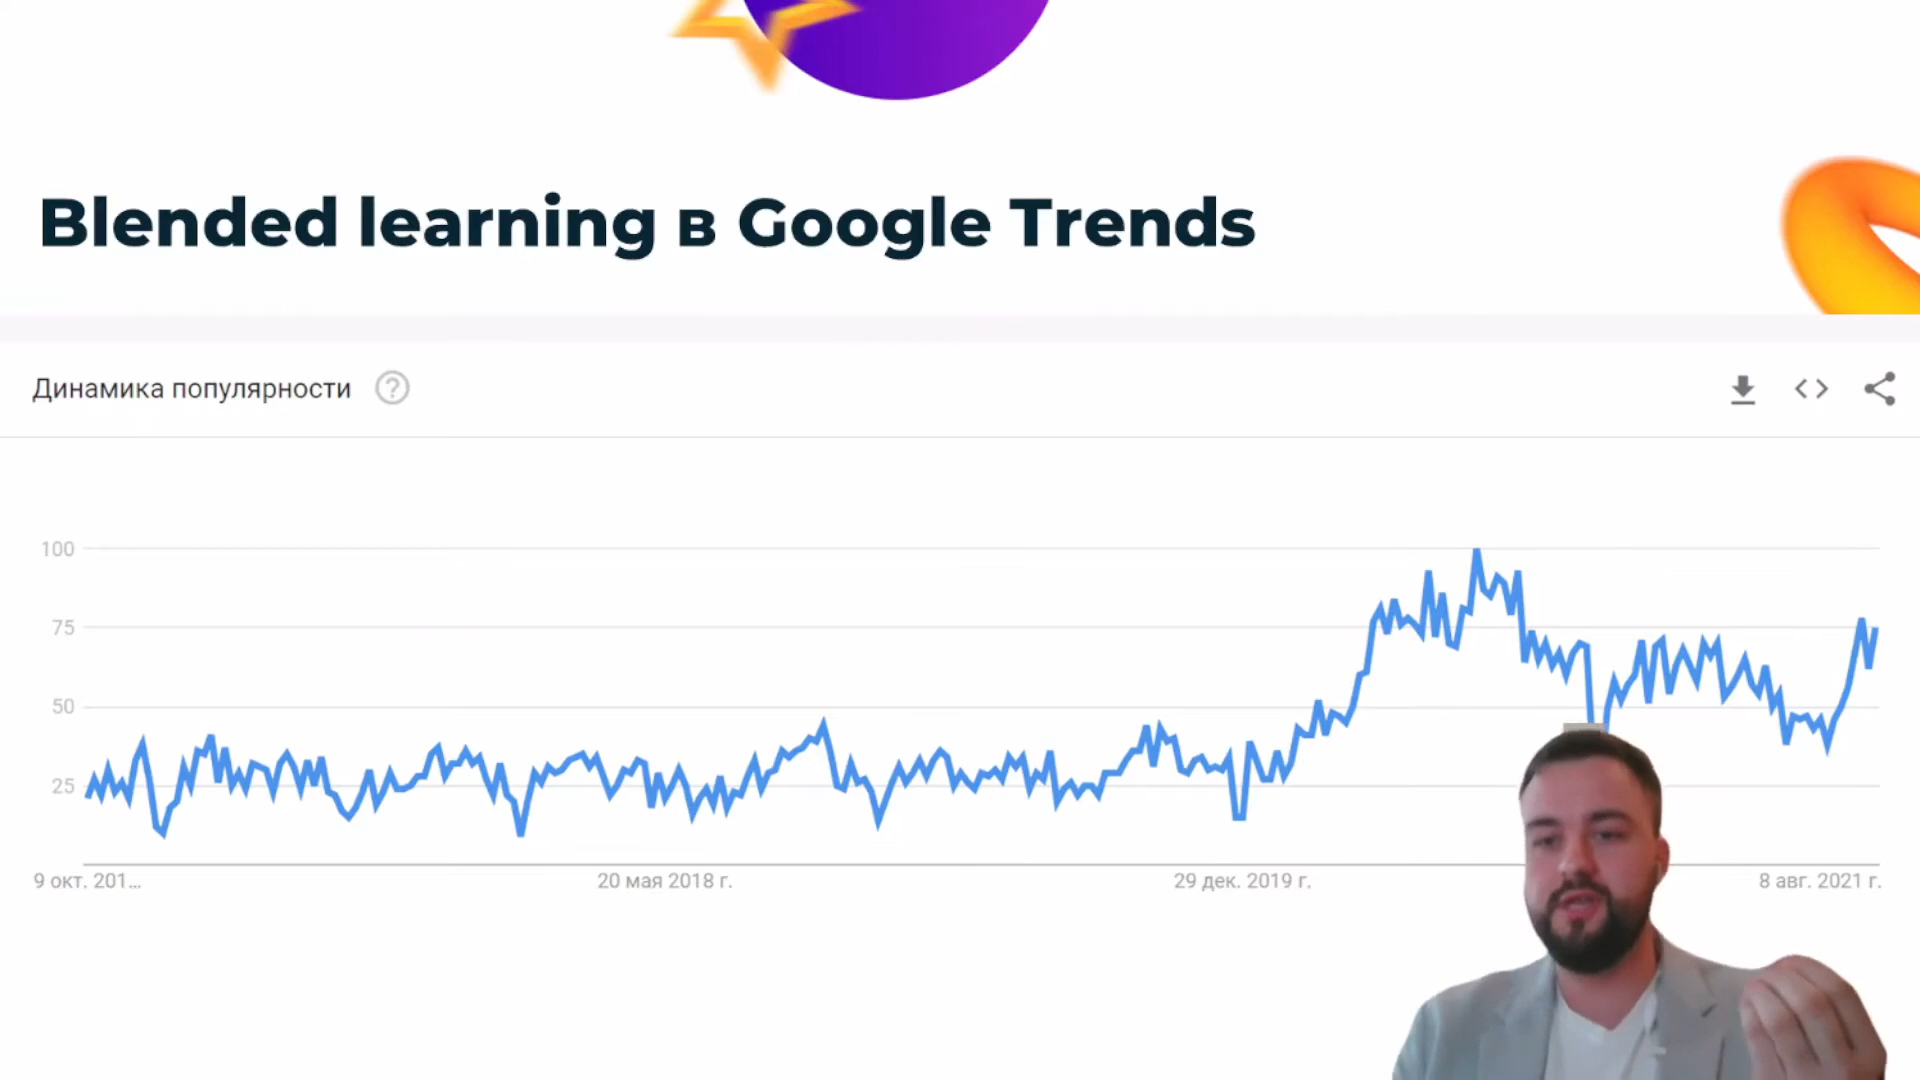 Blended learning в Google Trends
Динамика популярности ?
100
75
50
25
9 окт. 201...
20 мая 2018 г.
29 дек. 2019 г.
8 авг. 2021 г.